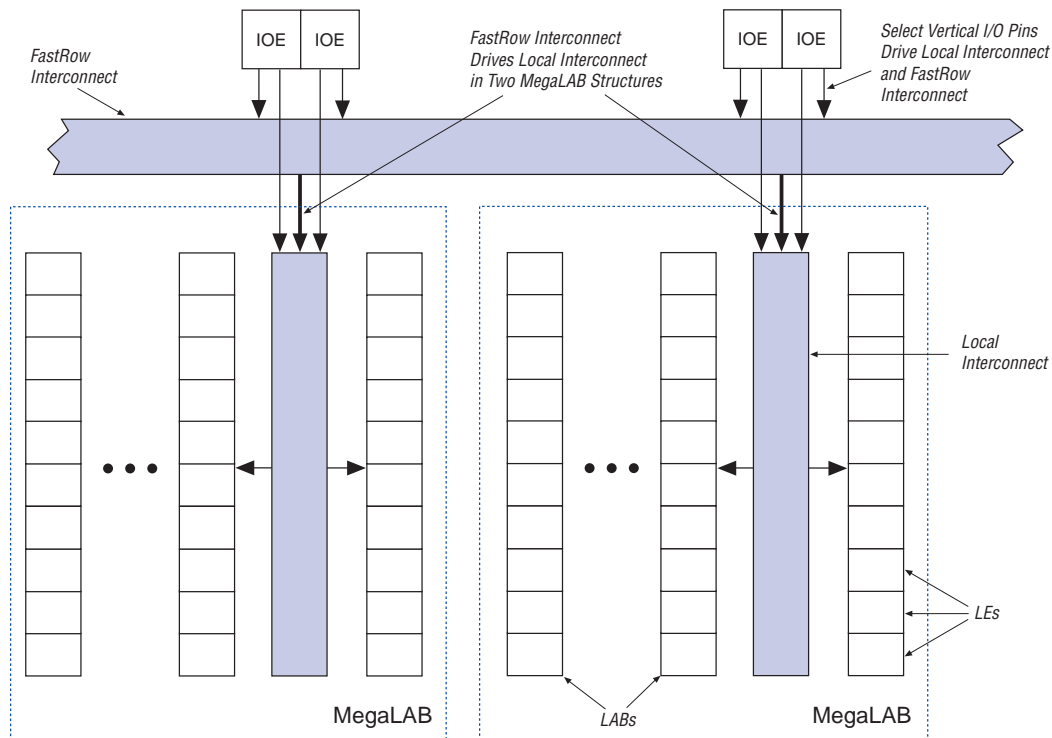 FastRow
Interconnect
IOE
IOE
FastRow Interconnect
Drives Local Interconnect
in Two MegaLAB Structures
IOE
IOE
Select Vertical I/O Pins
Drive Local Interconnect
and FastRow
Interconnect
Local
Interconnect
LEs
LABs
MegaLAB
MegaLAB